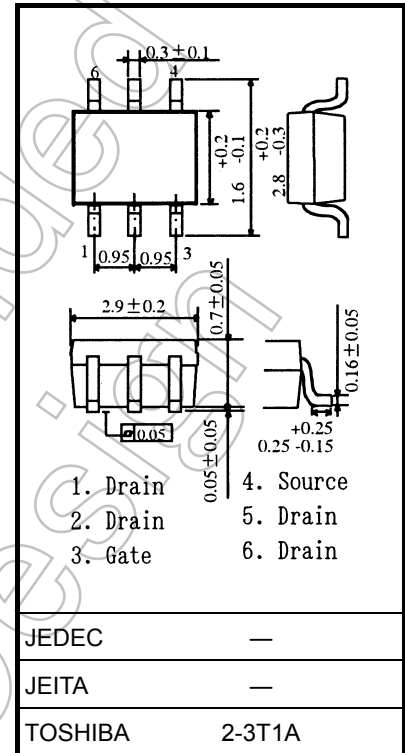 0.3±0.1
6 4
+0.2
1.6 -0.1
+0.2
2.8 -0.3
1 0.95 0.95 3
2.9±0.2
0.7±0.05
0.16±0.05
0.05
0.05±0.05
+0.25
0.25 -0.15
1. Drain
2. Drain
3. Gate
4. Source
5. Drain
6. Drain
JEDEC —
JEITA —
TOSHIBA 2-3T1A